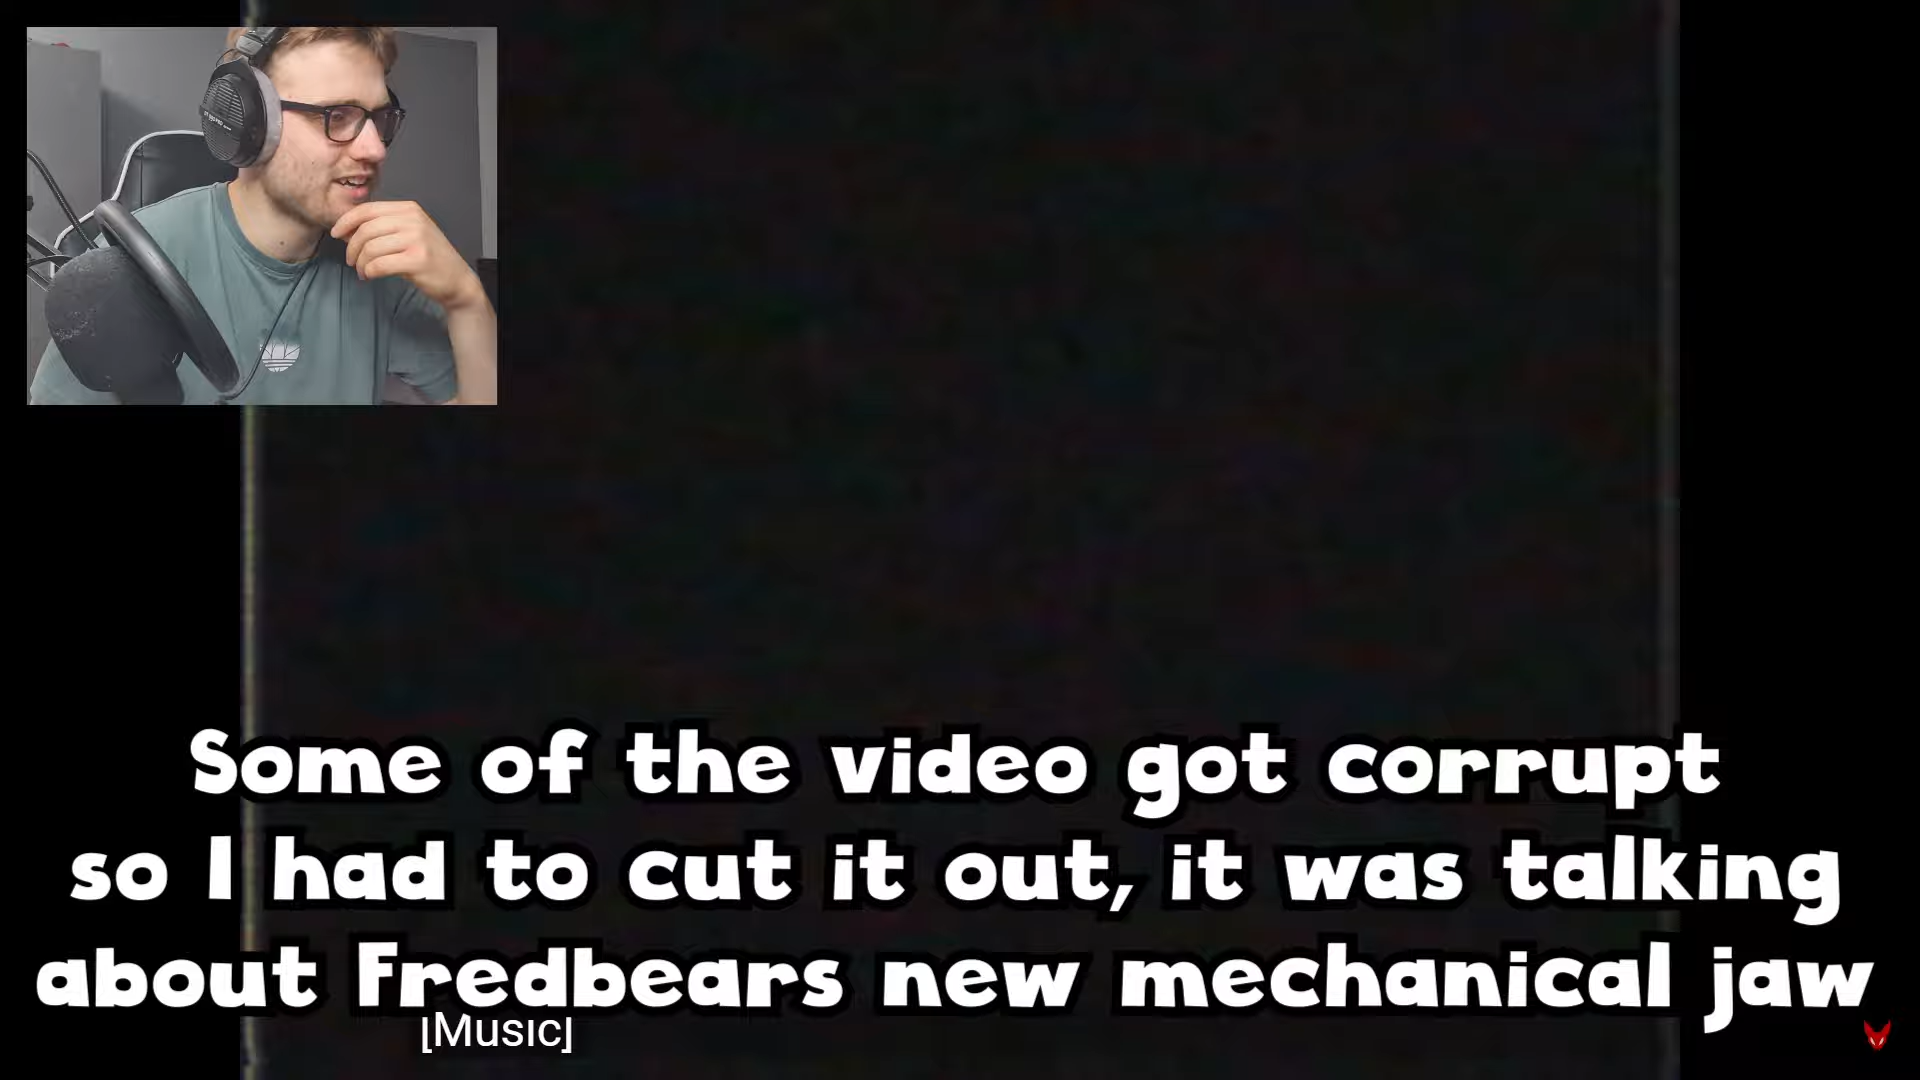 Some of the video got corrupt
so I had to cut it out, it was talking
about Fredbears new mechanical jaw
[Music]